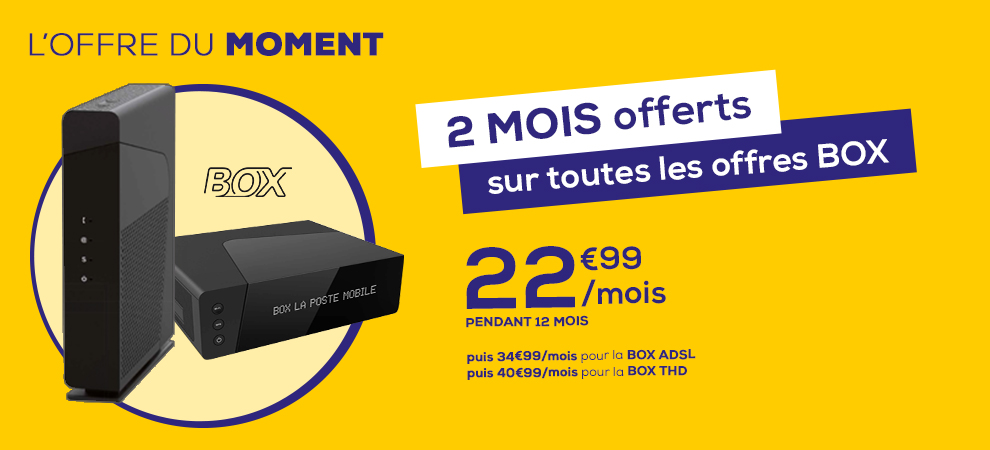 L'OFFRE DU MOMENT
2 MOIS offerts
sur toutes les offres BOX
BOX
BOX LA POSTE MOBILE
22€99
/mois
PENDANT 12 MOIS
puis 34€99/mois pour la BOX ADSL
puis 40€99/mois pour la BOX THD